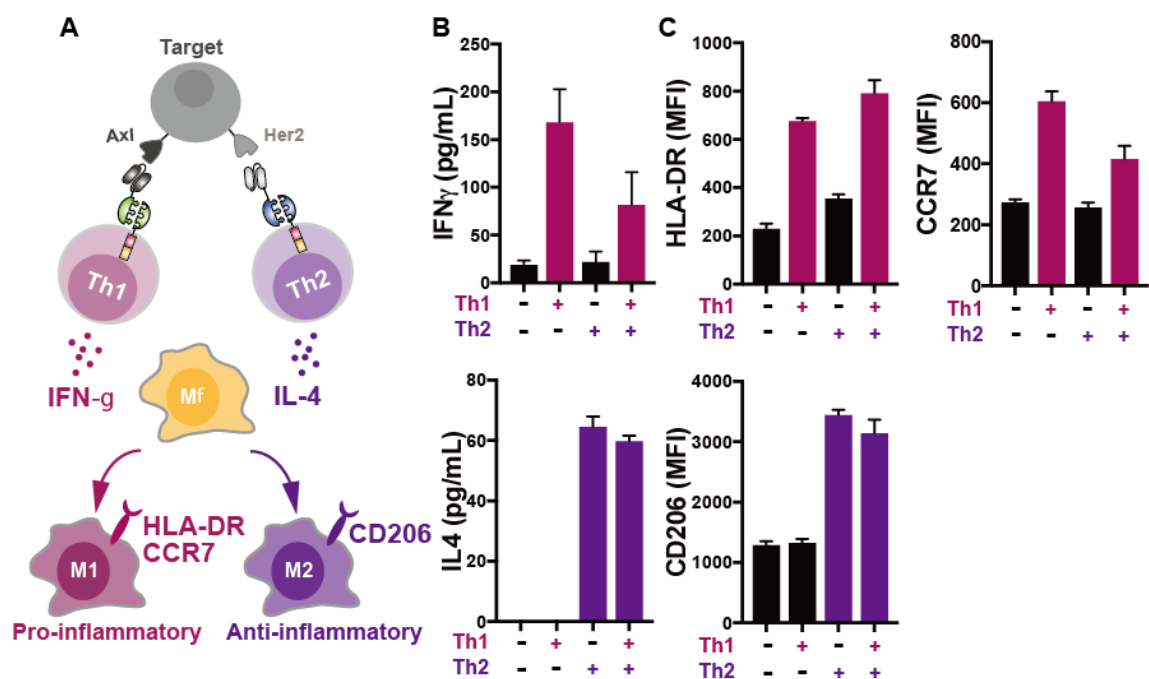 A
Target
Axl
Her2
Th1
Th2
IFN-g
IL-4
Mf
HLA-DR
CCR7
CD206
M1
M2
Pro-inflammatory
Anti-inflammatory
B
IFNγ (pg/mL)
250
200
150
100
50
0
Th1 - + - +
Th2 - - + +
IL4 (pg/mL)
60
40
20
0
80
Th1 - + - +
Th2 - - + +
C
HLA-DR (MFI)
1000
800
600
400
200
0
Th1 - + - +
Th2 - - + +
CCR7 (MFI)
800
600
400
200
0
Th1 - + - +
Th2 - - + +
CD206 (MFI)
4000
3000
2000
1000
0
Th1 - + - +
Th2 - - + +